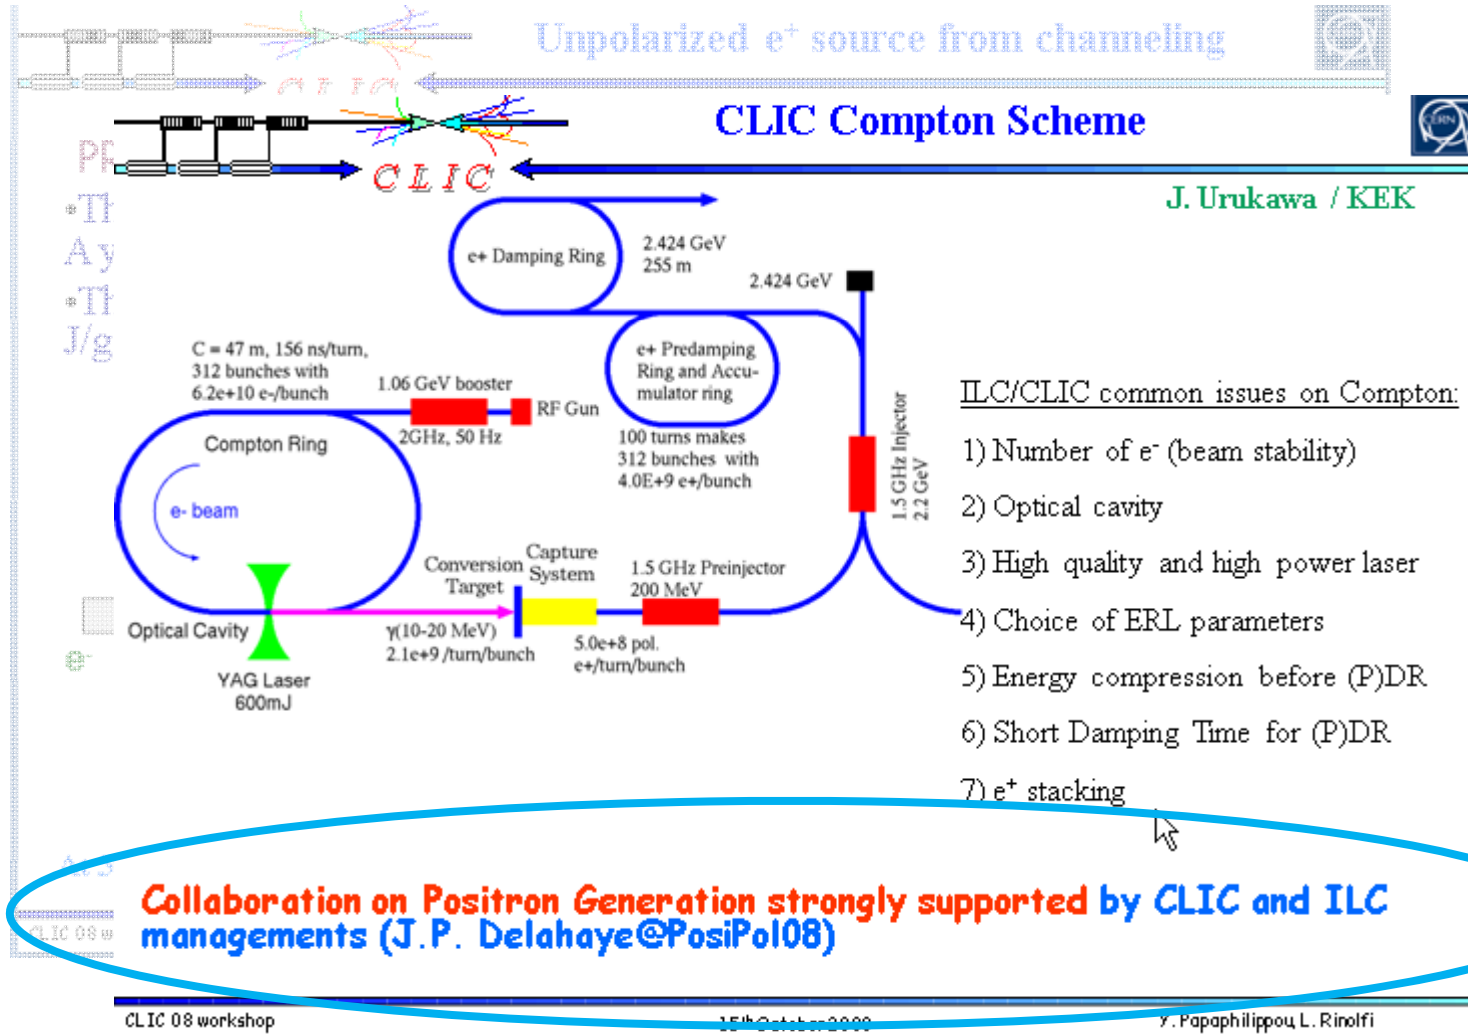 Unpolarized e⁺ source from channeling
C L I C
CLIC Compton Scheme
CERN
C L I C
J. Urukawa / KEK
2.424 GeV
255 m
e+ Damping Ring
2.424 GeV
C = 47 m, 156 ns/turn,
312 bunches with
6.2e+10 e-/bunch
1.06 GeV booster
RF Gun
2GHz, 50 Hz
e+ Predamping
Ring and Accu-
mulator ring
100 turns makes
312 bunches with
4.0E+9 e+/bunch
1.5 GHz Injector
2.2 GeV
Compton Ring
e- beam
Conversion
Target
Capture
System
1.5 GHz Preinjector
200 MeV
Optical Cavity
γ(10-20 MeV)
2.1e+9 /turn/bunch
5.0e+8 pol.
e+/turn/bunch
YAG Laser
600mJ
e⁻
ILC/CLIC common issues on Compton:
1) Number of e⁻ (beam stability)
2) Optical cavity
3) High quality and high power laser
4) Choice of ERL parameters
5) Energy compression before (P)DR
6) Short Damping Time for (P)DR
7) e⁺ stacking
Collaboration on Positron Generation strongly supported by CLIC and ILC
managements (J.P. Delahaye@PosiPol08)
CLIC 08 w
CLIC 08 workshop
Y. Papaphilippou, L. Rinolfi